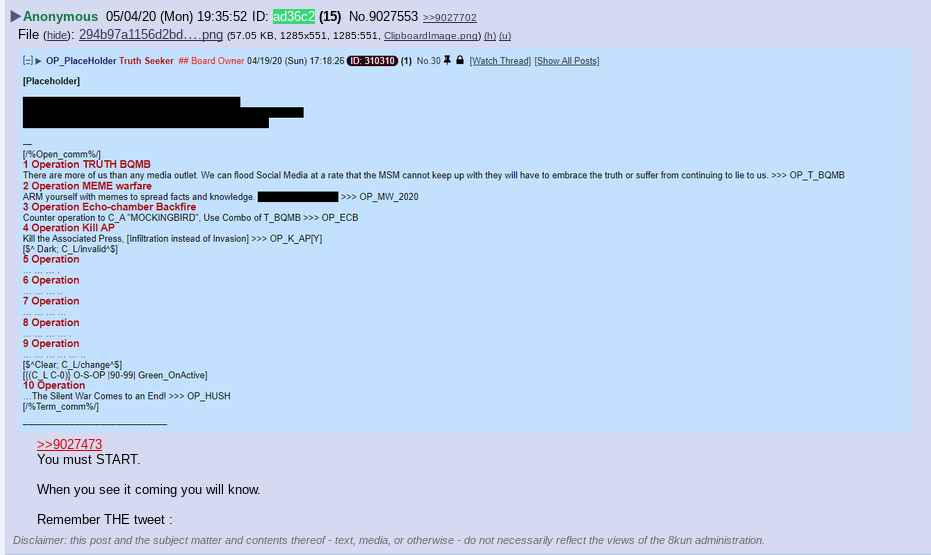 ▶Anonymous 05/04/20 (Mon) 19:35:52 ID: ad36c2 (15) No.9027553 >>9027702
File (hide): 294b97a1156d2bd….png (57.05 KB, 1285x551, 1285:551, ClipboardImage.png) (h) (u)
[–]▶ OP_PlaceHolder Truth Seeker ## Board Owner 04/19/20 (Sun) 17:18:26 ID: 310310 (1) No.30 [Watch Thread] [Show All Posts]
[Placeholder]
—
[/%Open_comm%/]
1 Operation TRUTH BQMB
There are more of us than any media outlet. We can flood Social Media at a rate that the MSM cannot keep up with they will have to embrace the truth or suffer from continuing to lie to us. >>> OP_T_BQMB
2 Operation MEME warfare
ARM yourself with memes to spread facts and knowledge. >>> OP_MW_2020
3 Operation Echo-chamber Backfire
Counter operation to C_A "MOCKINGBIRD", Use Combo of T_BQMB >>> OP_ECB
4 Operation Kill AP
Kill the Associated Press, [Infiltration instead of Invasion] >>> OP_K_AP[Y]
[$^ Dark; C_L/invalid^$]
5 Operation
… … … .
6 Operation
… … … ..
7 Operation
… … … …
8 Operation
… … … … .
9 Operation
… … … … … ..
[$^Clear; C_L/change^$]
[{(C_L C-0)} O-S-OP |90-99| Green_OnActive]
10 Operation
…The Silent War Comes to an End! >>> OP_HUSH
[/%Term_comm%/]
____________________________
>>9027473
You must START.
When you see it coming you will know.
Remember THE tweet :
Disclaimer: this post and the subject matter and contents thereof - text, media, or otherwise - do not necessarily reflect the views of the 8kun administration.